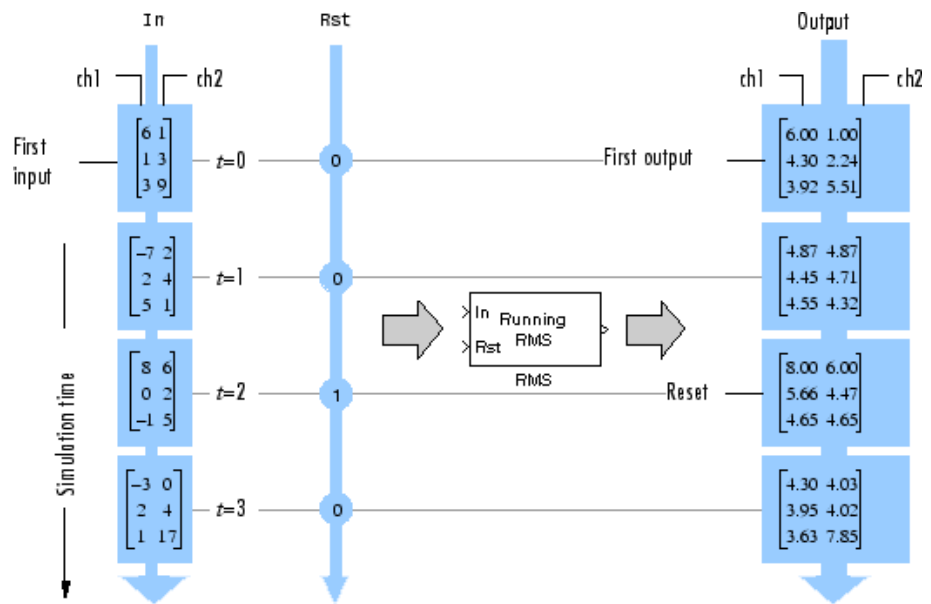 In Rst Output
ch1 ch2 ch1 ch2
First input
6 1
1 3
3 9
t=0 0 First output
6.00 1.00
4.30 2.24
3.92 5.51
−7 2
2 4
5 1
t=1 0
4.87 4.87
4.45 4.71
4.55 4.32
In Running RMS
Rst
RMS
Simulation time
8 6
0 2
−1 5
t=2 1 Reset
8.00 6.00
5.66 4.47
4.65 4.65
−3 0
2 4
1 17
t=3 0
4.30 4.03
3.95 4.02
3.63 7.85